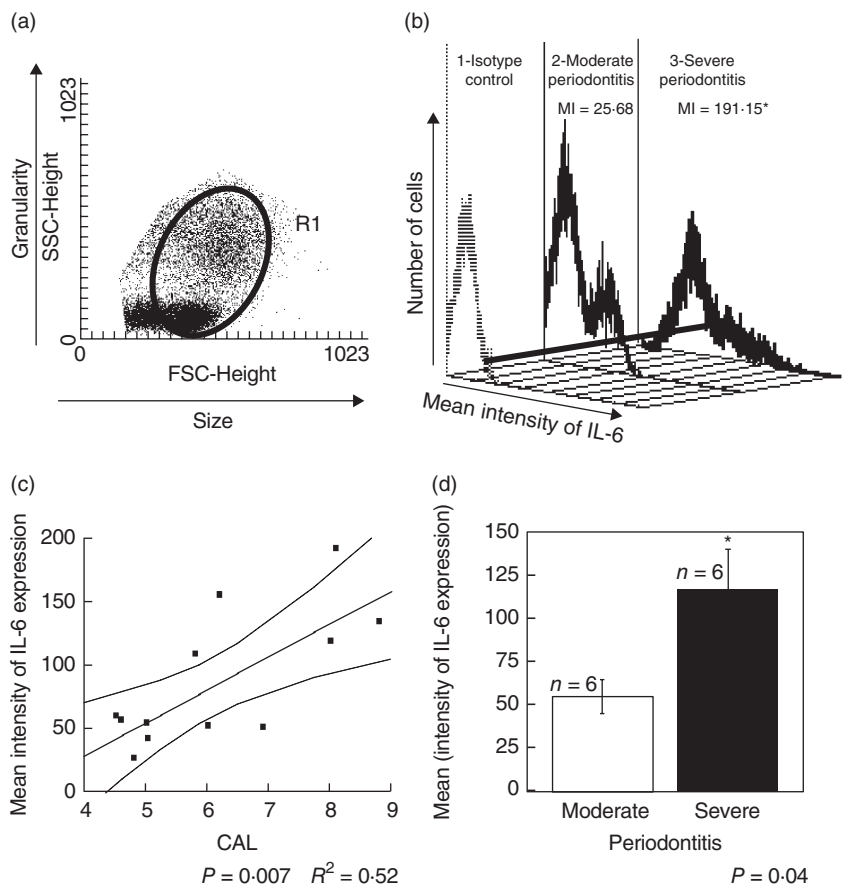 (a)
1023
0
Granularity
SSC-Height
R1
0
1023
FSC-Height
Size
(b)
1-Isotype
control
2-Moderate
periodontitis
MI = 25·68
3-Severe
periodontitis
MI = 191·15*
Number of cells
Mean intensity of IL-6
(c)
Mean intensity of IL-6 expression
200
150
100
50
0
4 5 6 7 8 9
CAL
P = 0·007 R² = 0·52
(d)
Mean (intensity of IL-6 expression)
150
125
100
75
50
25
0
n = 6
*
n = 6
Moderate Severe
Periodontitis
P = 0·04